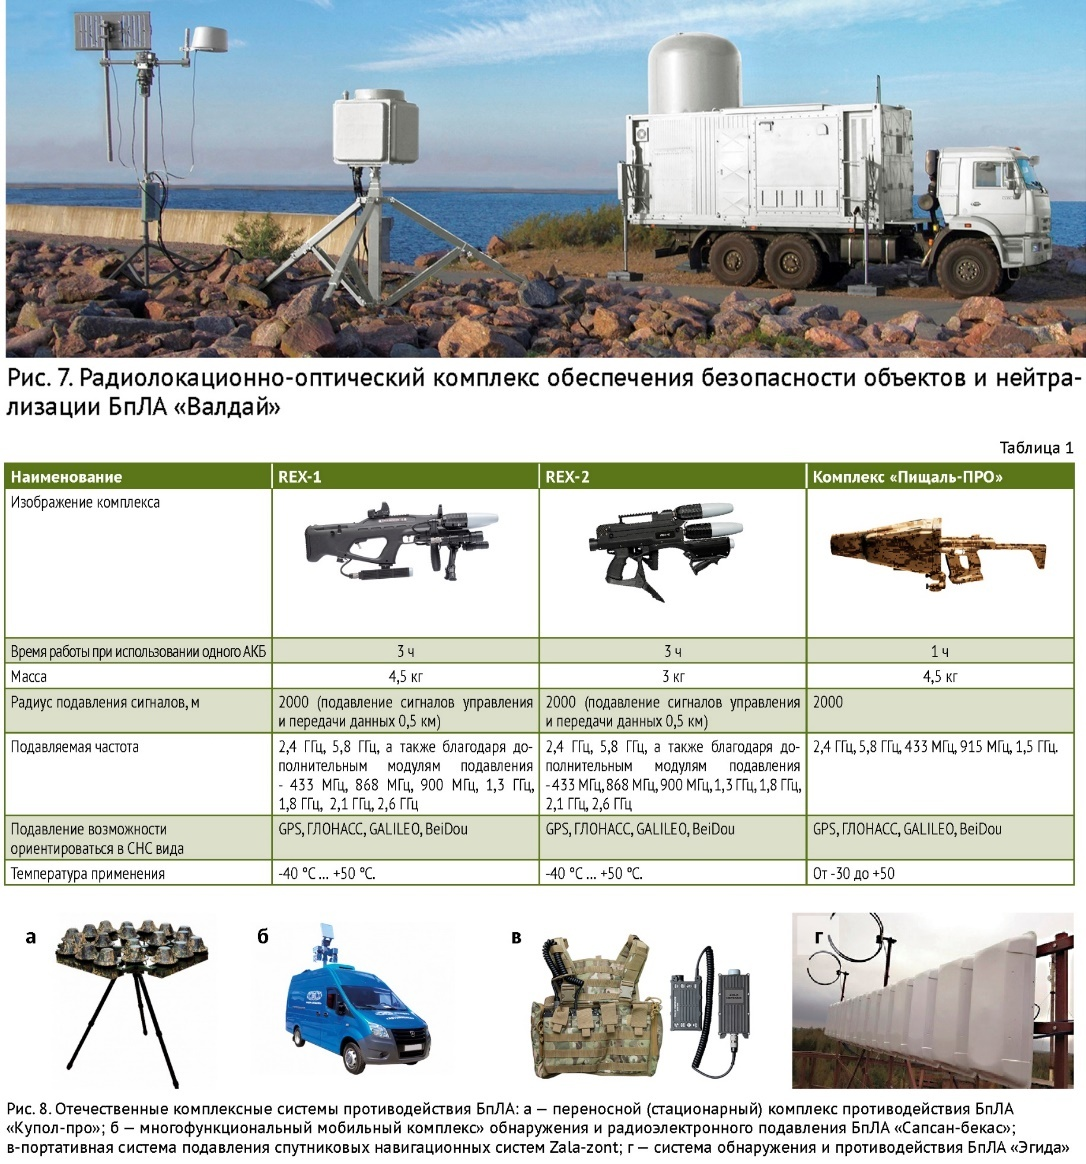 Рис. 7. Радиолокационно-оптический комплекс обеспечения безопасности объектов и нейтра-
лизации БпЛА «Валдай»
Таблица 1
Наименование
REX-1
REX-2
Комплекс «Пищаль-ПРО»
Изображение комплекса
Время работы при использовании одного АКБ
3 ч
3 ч
1 ч
Масса
4,5 кг
3 кг
4,5 кг
Радиус подавления сигналов, м
2000 (подавление сигналов управления
и передачи данных 0,5 км)
2000 (подавление сигналов управления
и передачи данных 0,5 км)
2000
Подавляемая частота
2,4 ГГц, 5,8 ГГц, а также благодаря до-
полнительным модулям подавления
- 433 МГц, 868 МГц, 900 МГц, 1,3 ГГц,
1,8 ГГц, 2,1 ГГц, 2,6 ГГц
2,4 ГГц, 5,8 ГГц, а также благодаря до-
полнительным модулям подавления
- 433 МГц, 868 МГц, 900 МГц, 1,3 ГГц, 1,8 ГГц,
2,1 ГГц, 2,6 ГГц
2,4 ГГц, 5,8 ГГц, 433 МГц, 915 МГц, 1,5 ГГц.
Подавление возможности
ориентироваться в СНС вида
GPS, ГЛОНАСС, GALILEO, BeiDou
GPS, ГЛОНАСС, GALILEO, BeiDou
GPS, ГЛОНАСС, GALILEO, BeiDou
Температура применения
-40 °C ... +50 °C.
-40 °C ... +50 °C.
От -30 до +50
а
б
в
г
Рис. 8. Отечественные комплексные системы противодействия БпЛА: а — переносной (стационарный) комплекс противодействия БпЛА
«Купол-про»; б — многофункциональный мобильный комплекс» обнаружения и радиоэлектронного подавления БпЛА «Сапсан-бекас»;
в-портативная система подавления спутниковых навигационных систем Zala-zont; г — система обнаружения и противодействия БпЛА «Эгида»